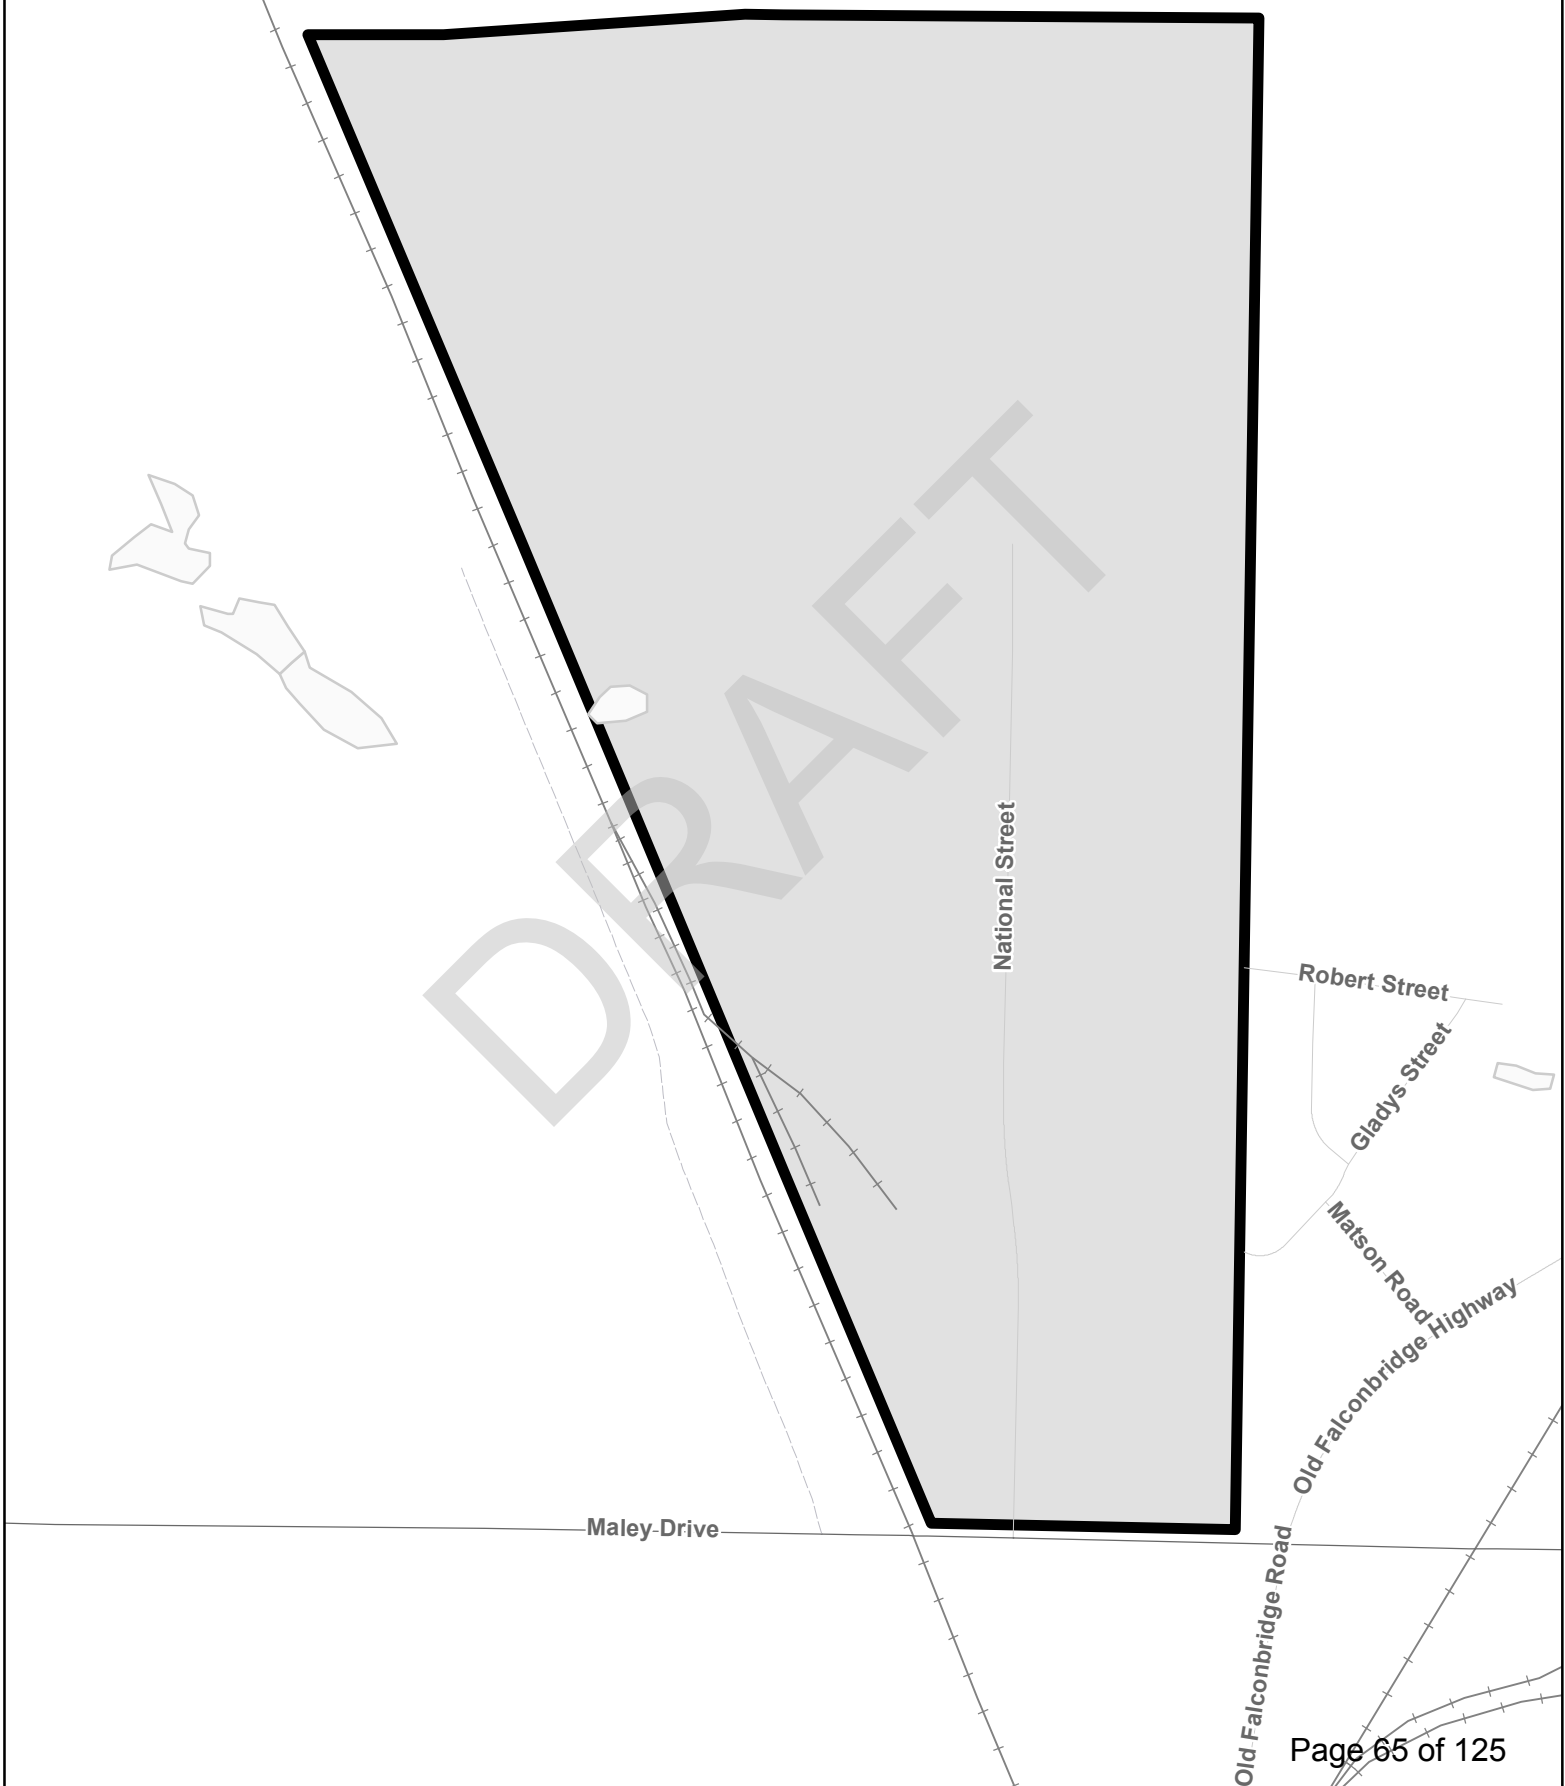 DRAFT
National Street
Robert Street
Gladys Street
Matson Road
Old Falconbridge Highway
Maley Drive
Old Falconbridge Road
Page 65 of 125